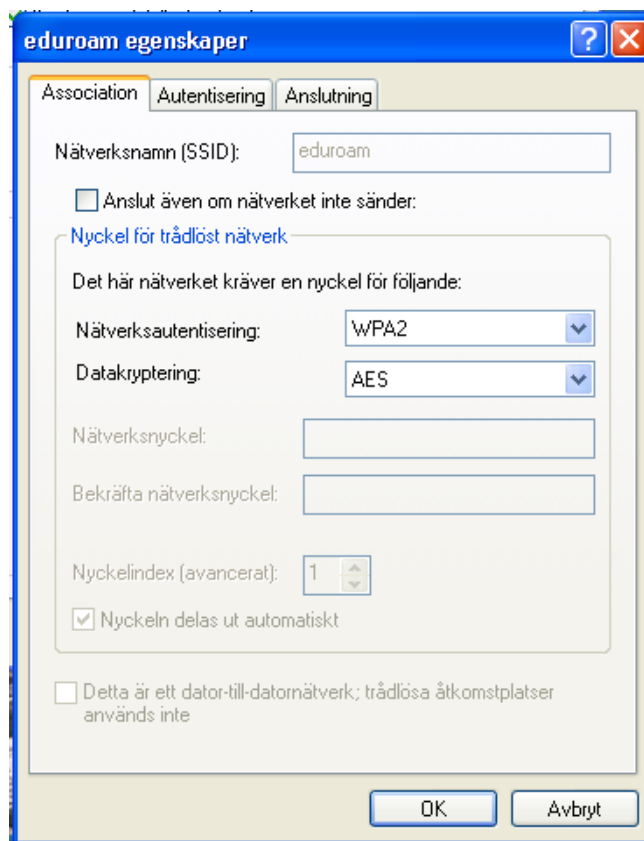 eduroam egenskaper
Association Autentisering Anslutning
Nätverksnamn (SSID): eduroam
Anslut även om nätverket inte sänder:
Nyckel för trådlöst nätverk
Det här nätverket kräver en nyckel för följande:
Nätverksautentisering: WPA2
Datakryptering: AES
Nätverksnyckel:
Bekräfta nätverksnyckel:
Nyckelindex (avancerat): 1
Nyckeln delas ut automatiskt
Detta är ett dator-till-datornätverk; trådlösa åtkomstplatser
används inte
OK Avbryt